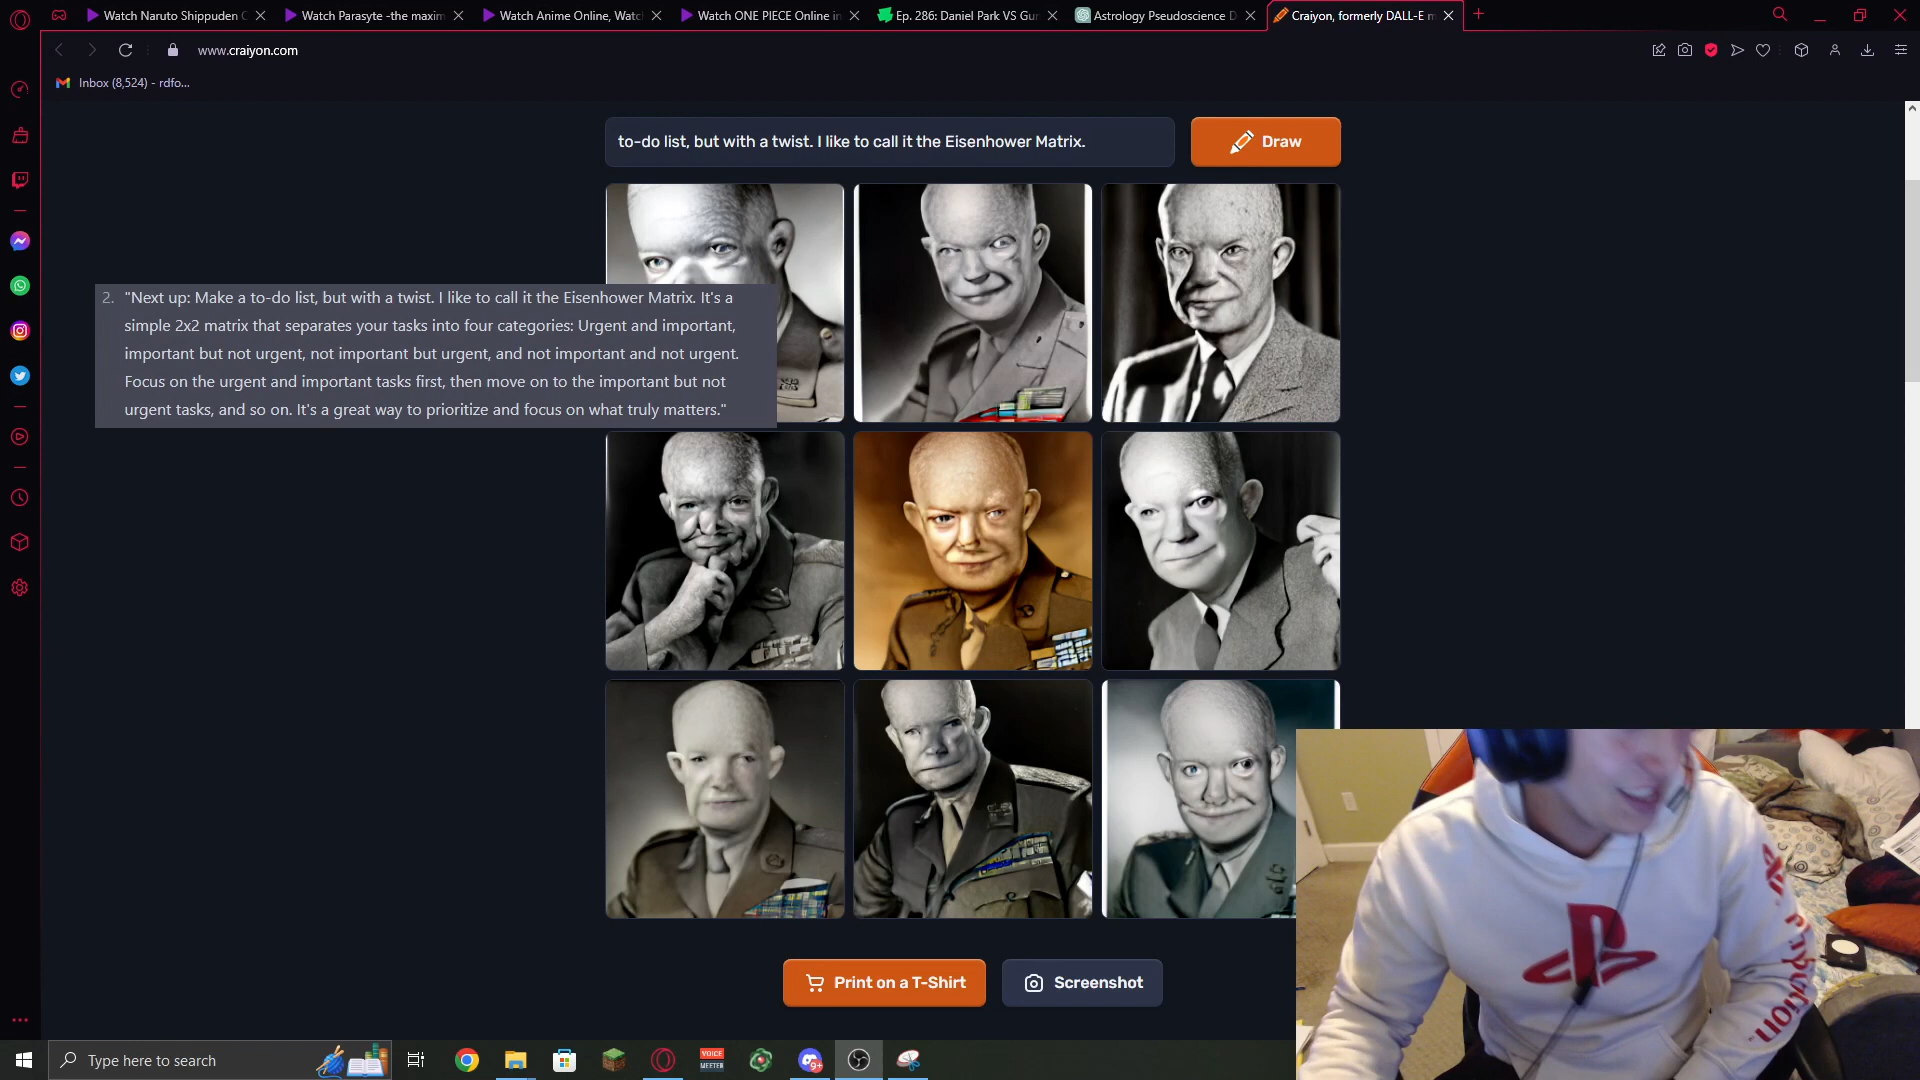 Watch Naruto Shippuden
Watch Parasyte -the maxim
Watch Anime Online, Watc
Watch ONE PIECE Online in
Ep. 286: Daniel Park VS Gu
Astrology Pseudoscience D
Craiyon, formerly DALL-E m
www.craiyon.com
Inbox (8,524) - rdfo...
to-do list, but with a twist. I like to call it the Eisenhower Matrix.
Draw
2. "Next up: Make a to-do list, but with a twist. I like to call it the Eisenhower Matrix. It's a
simple 2x2 matrix that separates your tasks into four categories: Urgent and important,
important but not urgent, not important but urgent, and not important and not urgent.
Focus on the urgent and important tasks first, then move on to the important but not
urgent tasks, and so on. It's a great way to prioritize and focus on what truly matters."
Print on a T-Shirt
Screenshot
Type here to search
VOICE
MEETER
9+